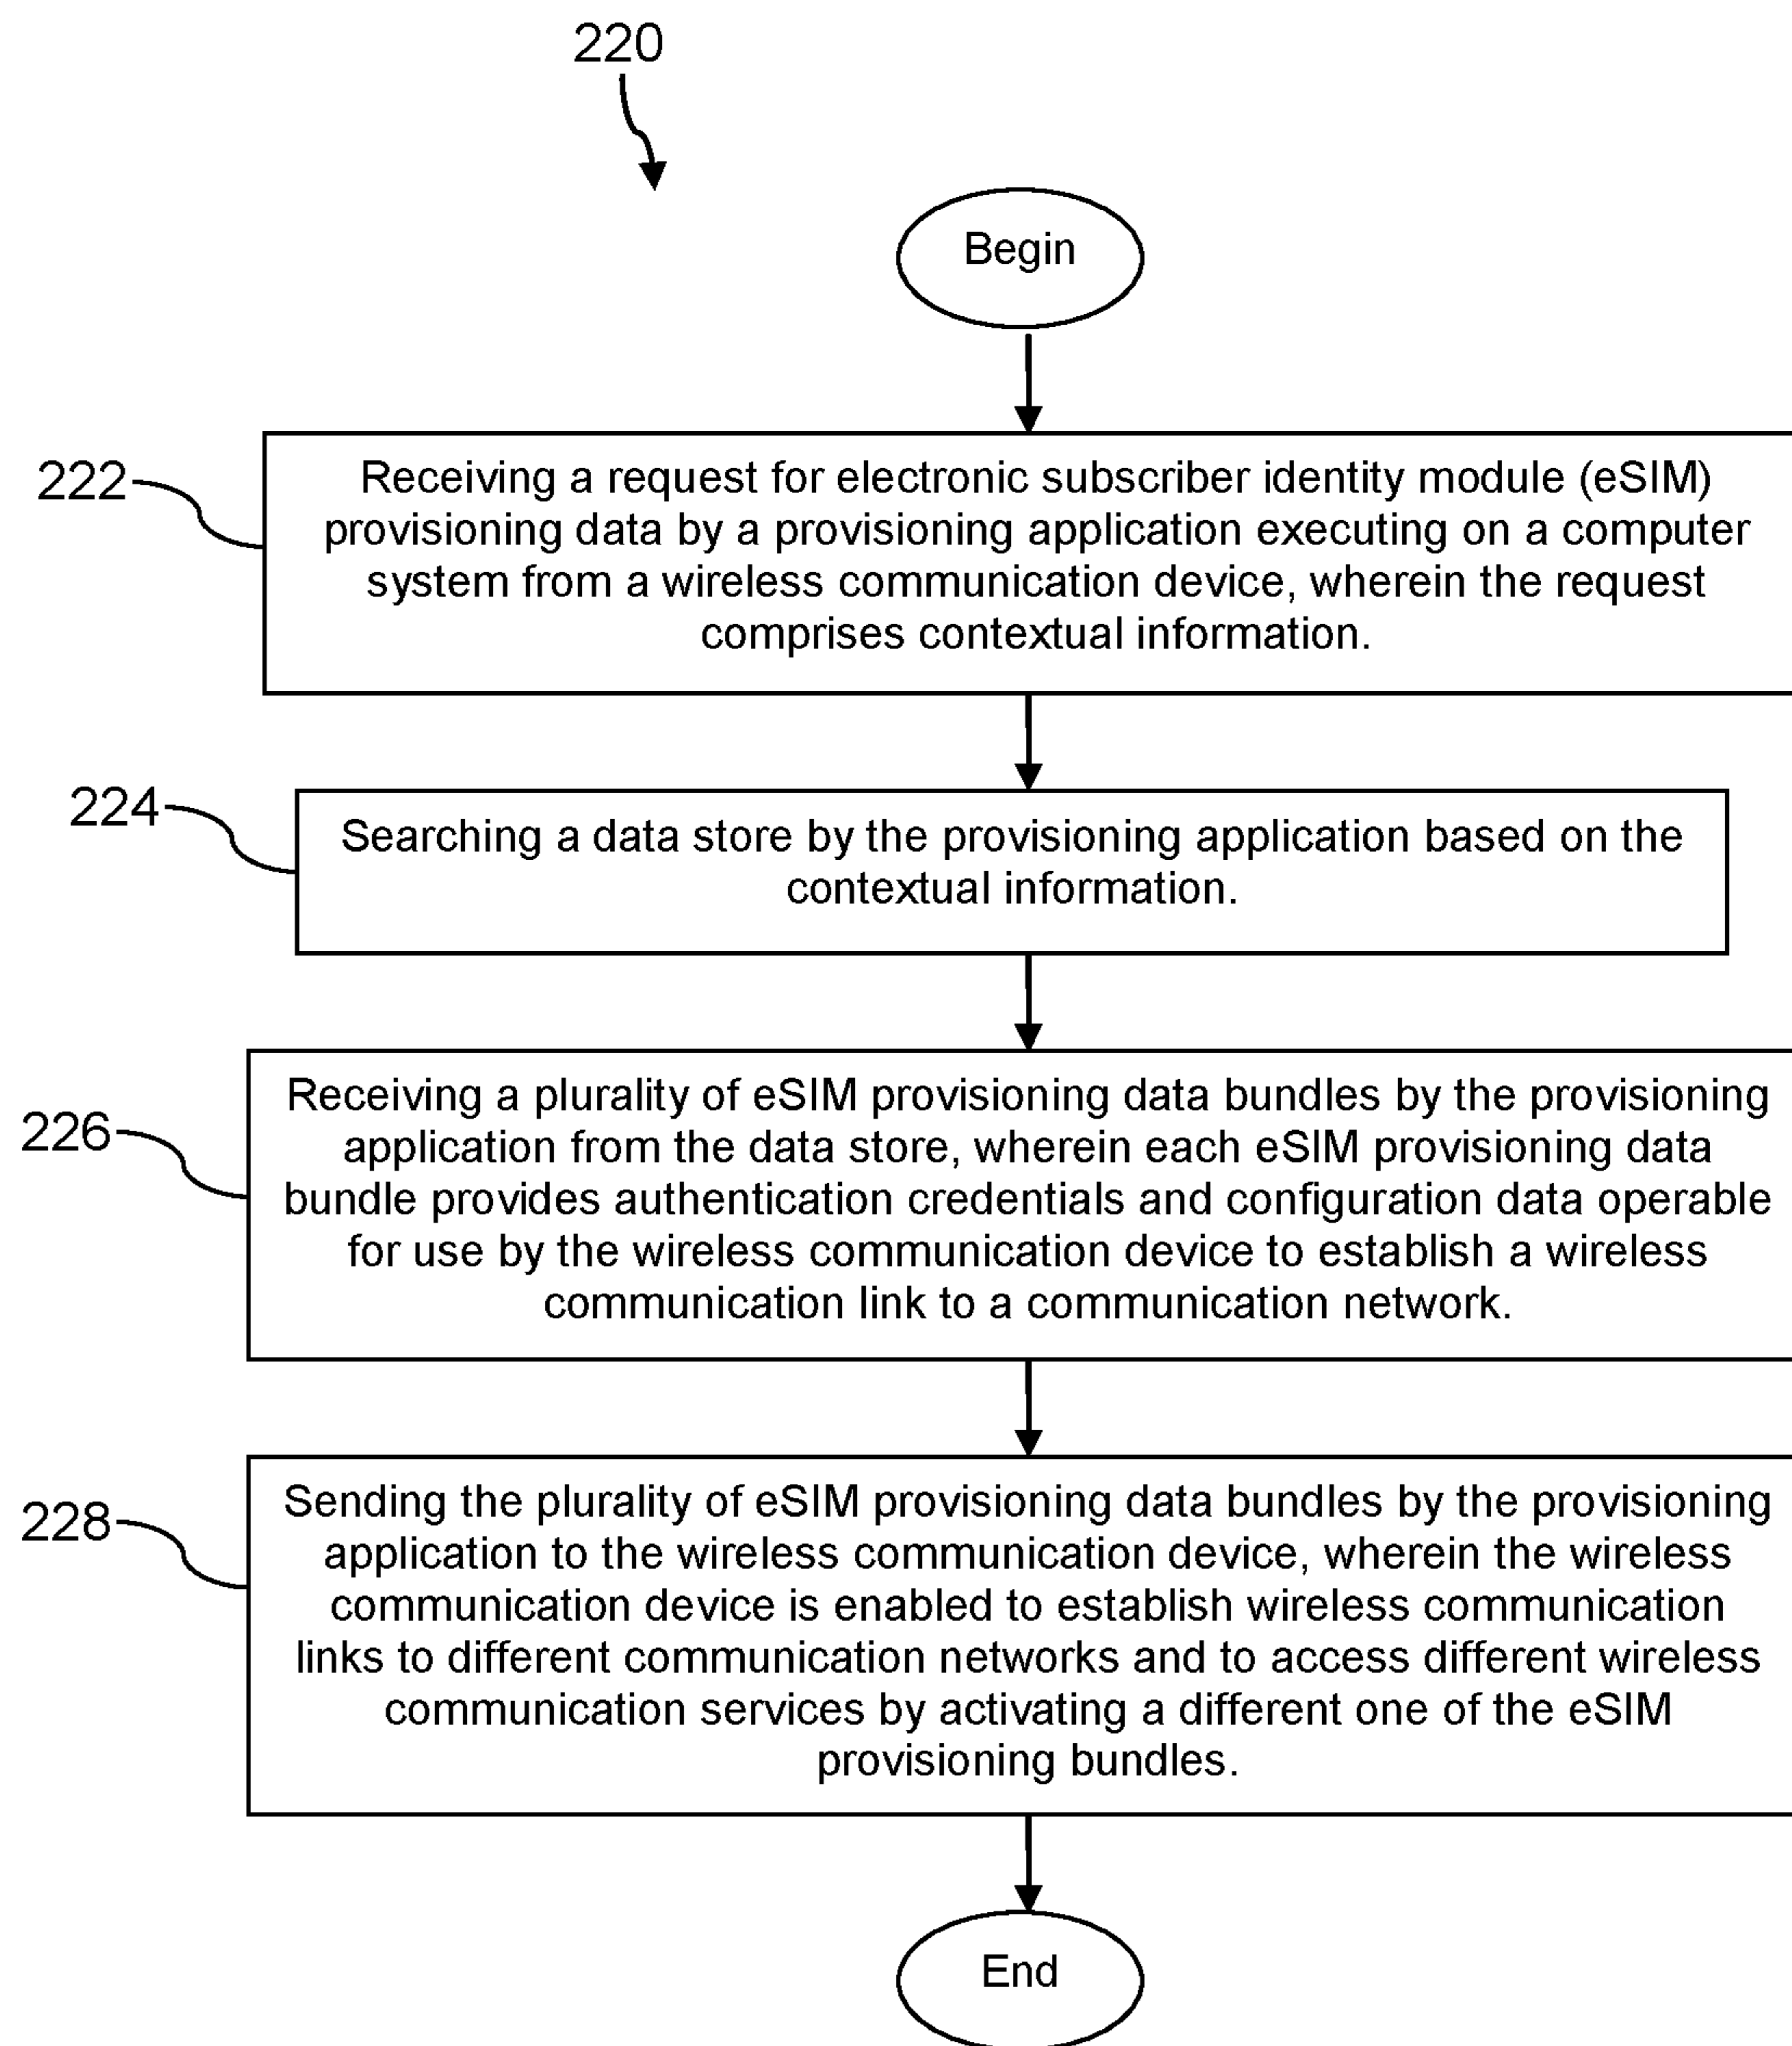 220
Begin
222
Receiving a request for electronic subscriber identity module (eSIM)
provisioning data by a provisioning application executing on a computer
system from a wireless communication device, wherein the request
comprises contextual information.
224
Searching a data store by the provisioning application based on the
contextual information.
226
Receiving a plurality of eSIM provisioning data bundles by the provisioning
application from the data store, wherein each eSIM provisioning data
bundle provides authentication credentials and configuration data operable
for use by the wireless communication device to establish a wireless
communication link to a communication network.
228
Sending the plurality of eSIM provisioning data bundles by the provisioning
application to the wireless communication device, wherein the wireless
communication device is enabled to establish wireless communication
links to different communication networks and to access different wireless
communication services by activating a different one of the eSIM
provisioning bundles.
End